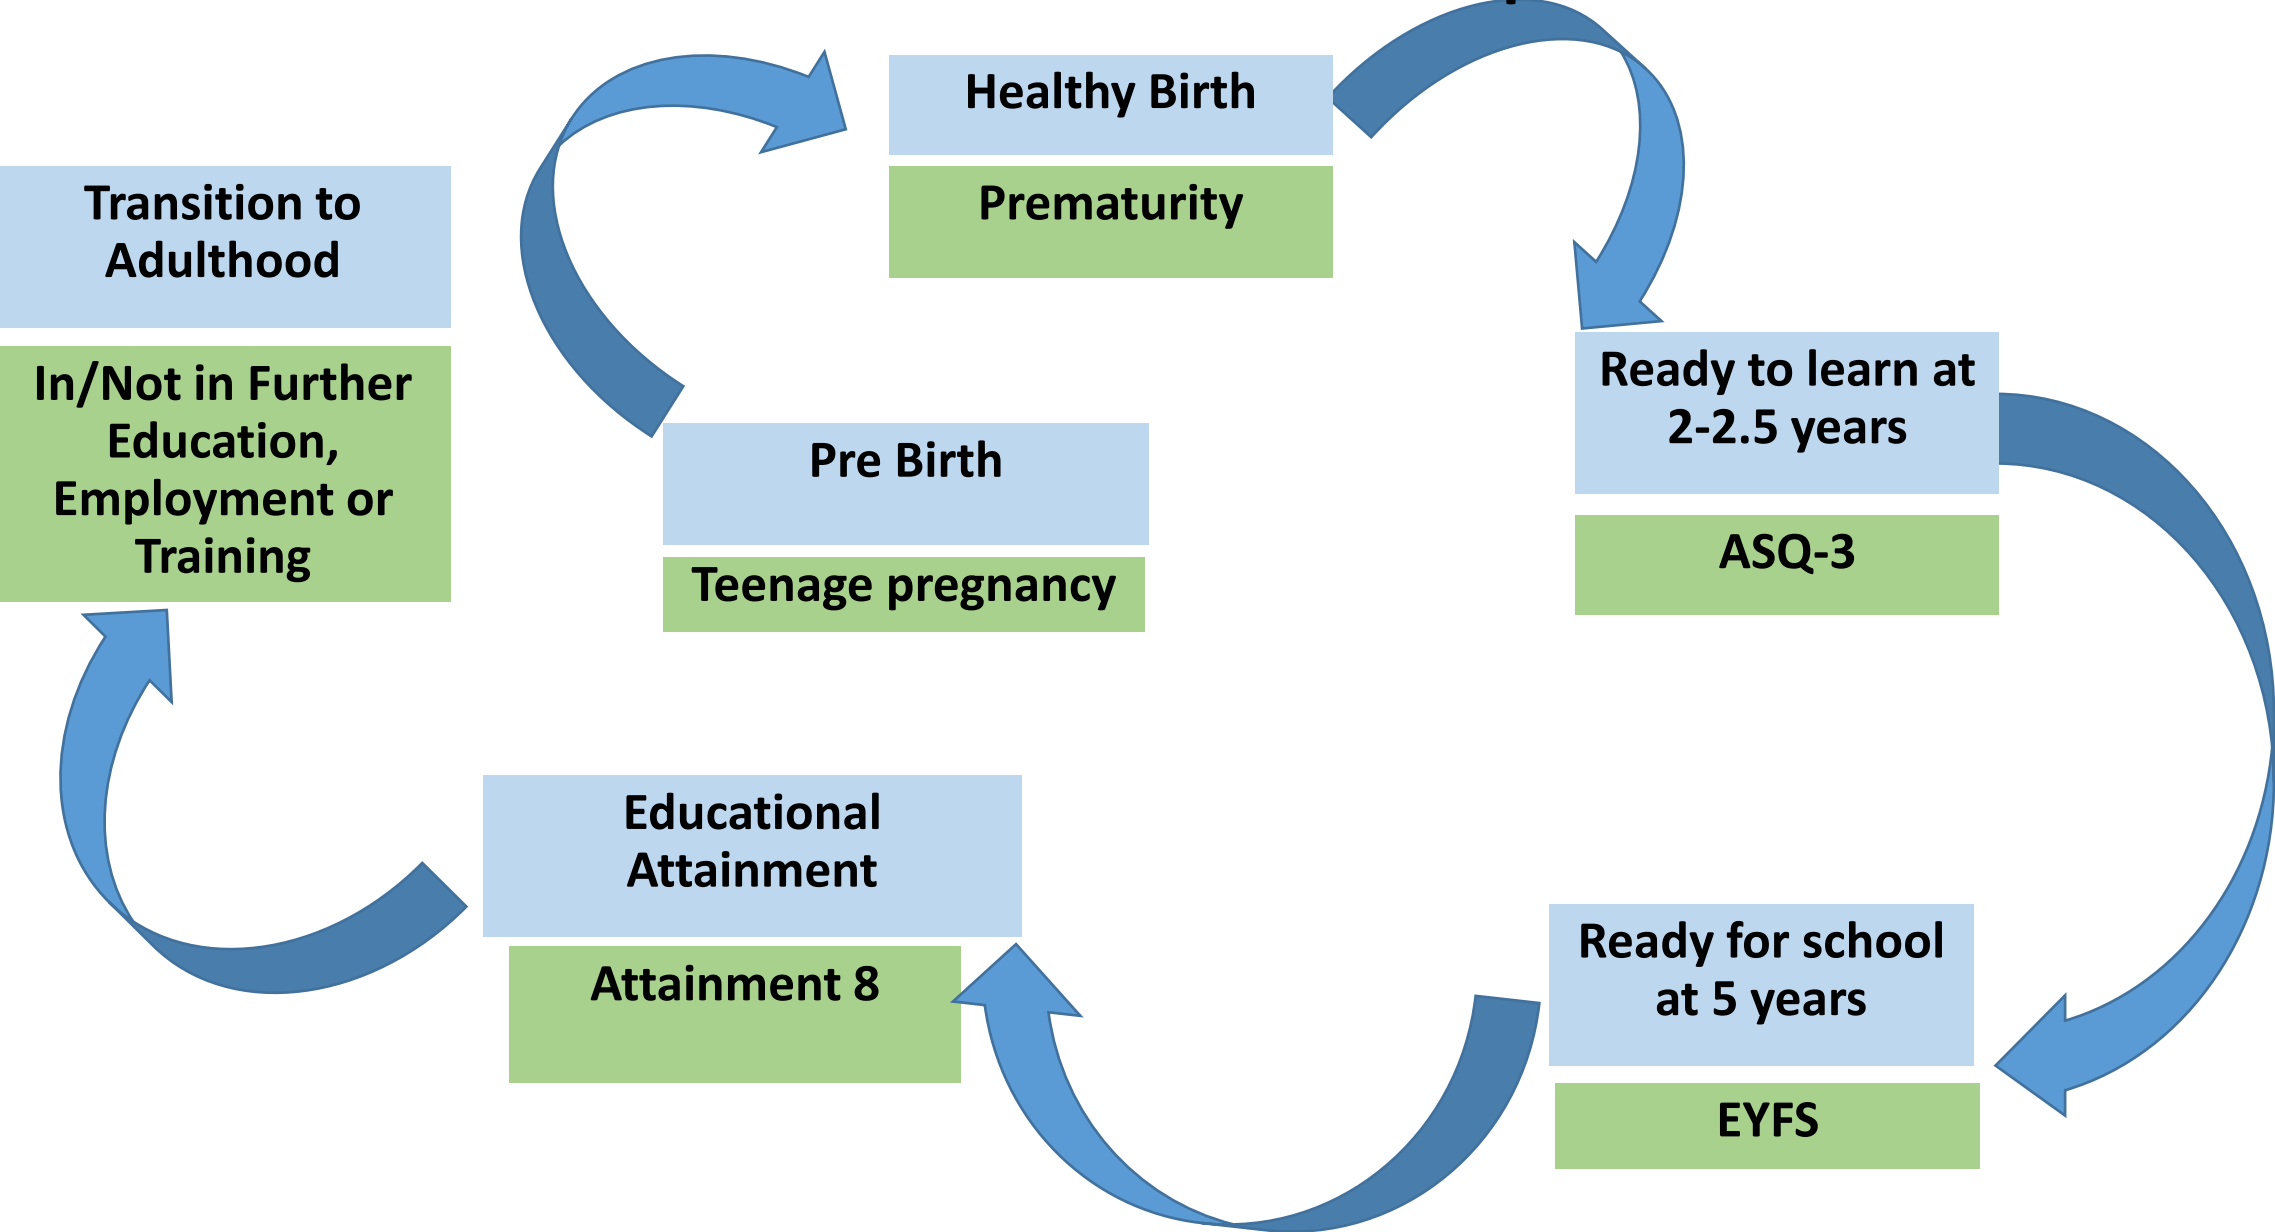 Healthy Birth
Prematurity
Transition to
Adulthood
In/Not in Further
Education,
Employment or
Training
Ready to learn at
2-2.5 years
ASQ-3
Pre Birth
Teenage pregnancy
Educational
Attainment
Attainment 8
Ready for school
at 5 years
EYFS